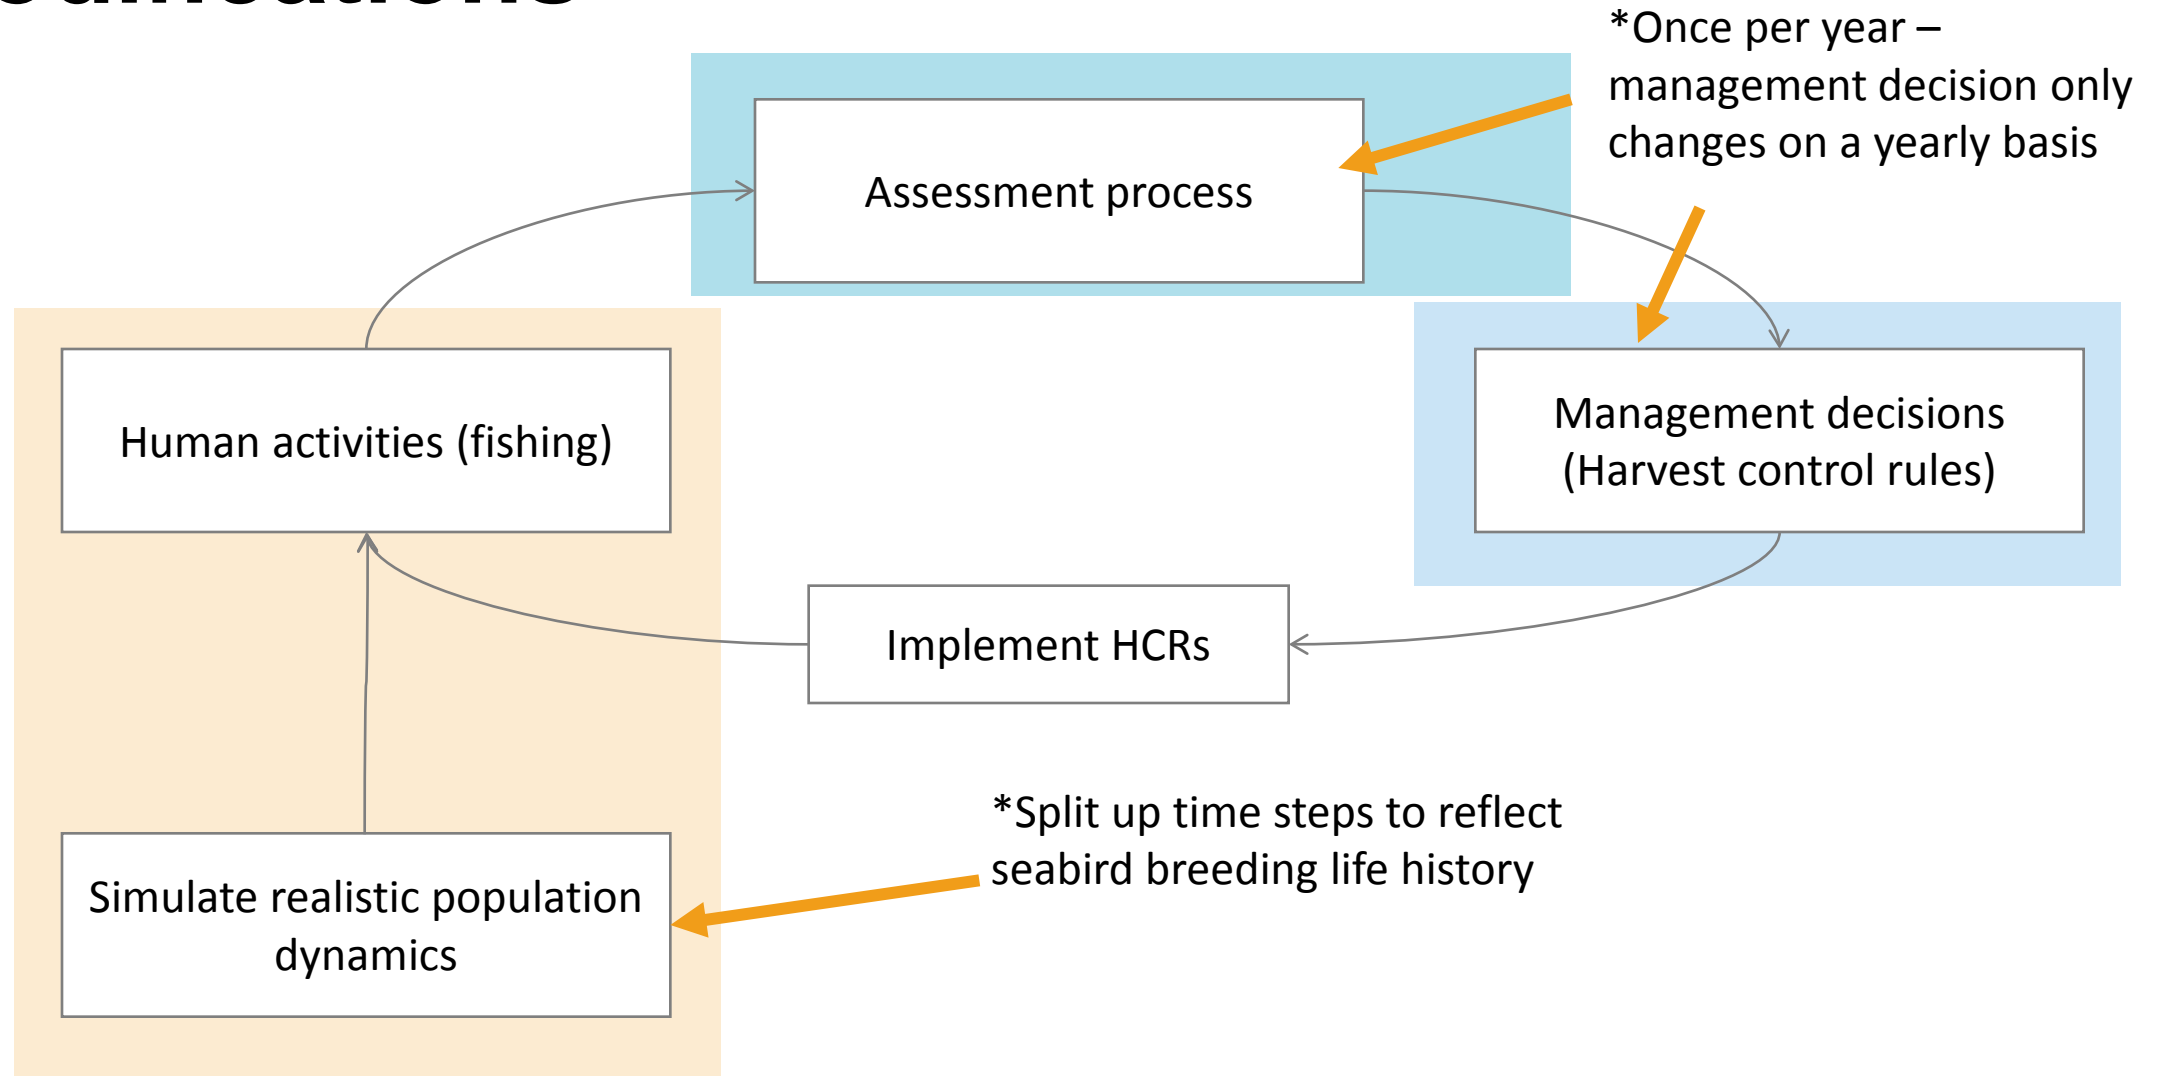 *Once per year –
management decision only
changes on a yearly basis
Assessment process
Human activities (fishing)
Management decisions
(Harvest control rules)
Implement HCRs
*Split up time steps to reflect
seabird breeding life history
Simulate realistic population
dynamics